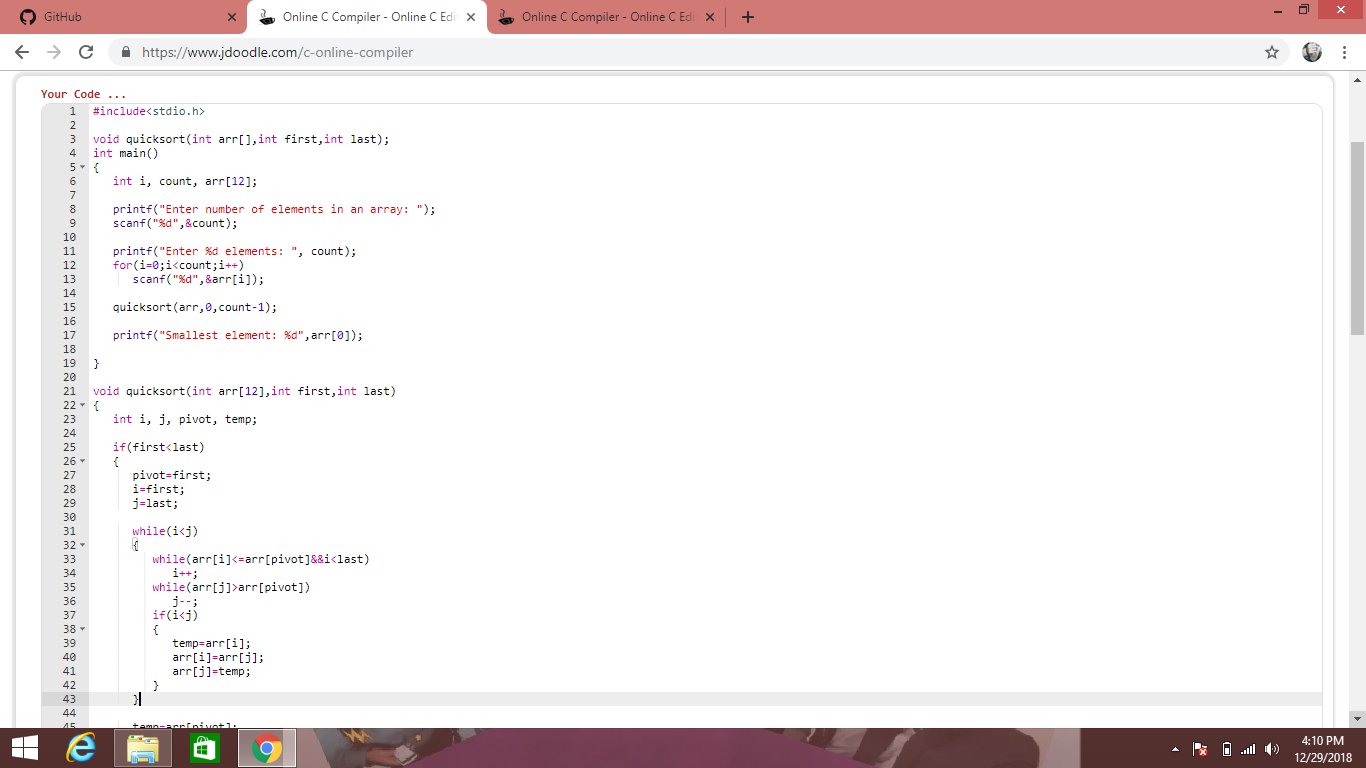 GitHub
Online C Compiler - Online C Edi
Online C Compiler - Online C Edi
https://www.jdoodle.com/c-online-compiler
Your Code ...
1 #include<stdio.h>
2
3 void quicksort(int arr[],int first,int last);
4 int main()
5 {
6 int i, count, arr[12];
7
8 printf("Enter number of elements in an array: ");
9 scanf("%d",&count);
10
11 printf("Enter %d elements: ", count);
12 for(i=0;i<count;i++)
13 scanf("%d",&arr[i]);
14
15 quicksort(arr,0,count-1);
16
17 printf("Smallest element: %d",arr[0]);
18
19 }
20
21 void quicksort(int arr[12],int first,int last)
22 {
23 int i, j, pivot, temp;
24
25 if(first<last)
26 {
27 pivot=first;
28 i=first;
29 j=last;
30
31 while(i<j)
32 {
33 while(arr[i]<=arr[pivot]&&i<last)
34 i++;
35 while(arr[j]>arr[pivot])
36 j--;
37 if(i<j)
38 {
39 temp=arr[i];
40 arr[i]=arr[j];
41 arr[j]=temp;
42 }
43 }
44
45 temp=arr[pivot];
4:10 PM
12/29/2018